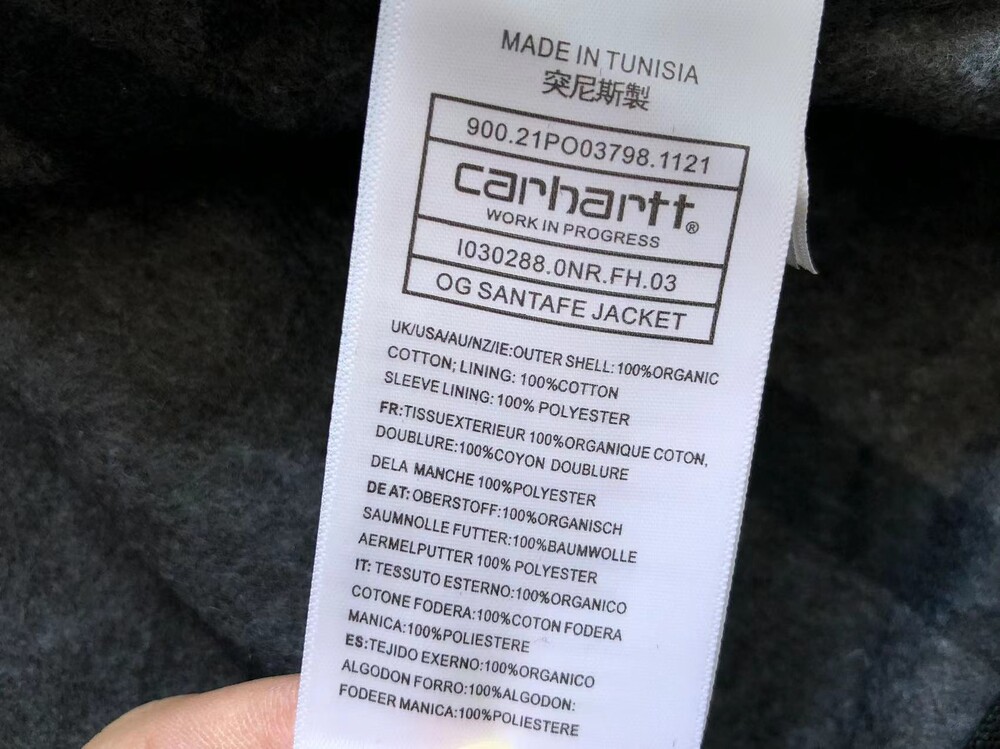 MADE IN TUNISIA
突尼斯製
900.21PO03798.1121
carhartt®
WORK IN PROGRESS
I030288.0NR.FH.03
OG SANTAFE JACKET
UK/USA/AU/NZ/IE:OUTER SHELL:100%ORGANIC
COTTON; LINING: 100%COTTON
SLEEVE LINING: 100% POLYESTER
FR:TISSUEXTERIEUR 100%ORGANIQUE COTON,
DOUBLURE:100%COYON DOUBLURE
DELA MANCHE 100%POLYESTER
DE AT: OBERSTOFF:100%ORGANISCH
SAUMNOLLE FUTTER:100%BAUMWOLLE
AERMELPUTTER 100% POLYESTER
IT: TESSUTO ESTERNO:100%ORGANICO
COTONE FODERA:100%COTON FODERA
MANICA:100%POLIESTERE
ES:TEJIDO EXERNO:100%ORGANICO
ALGODON FORRO:100%ALGODON:
FODEER MANICA:100%POLIESTERE